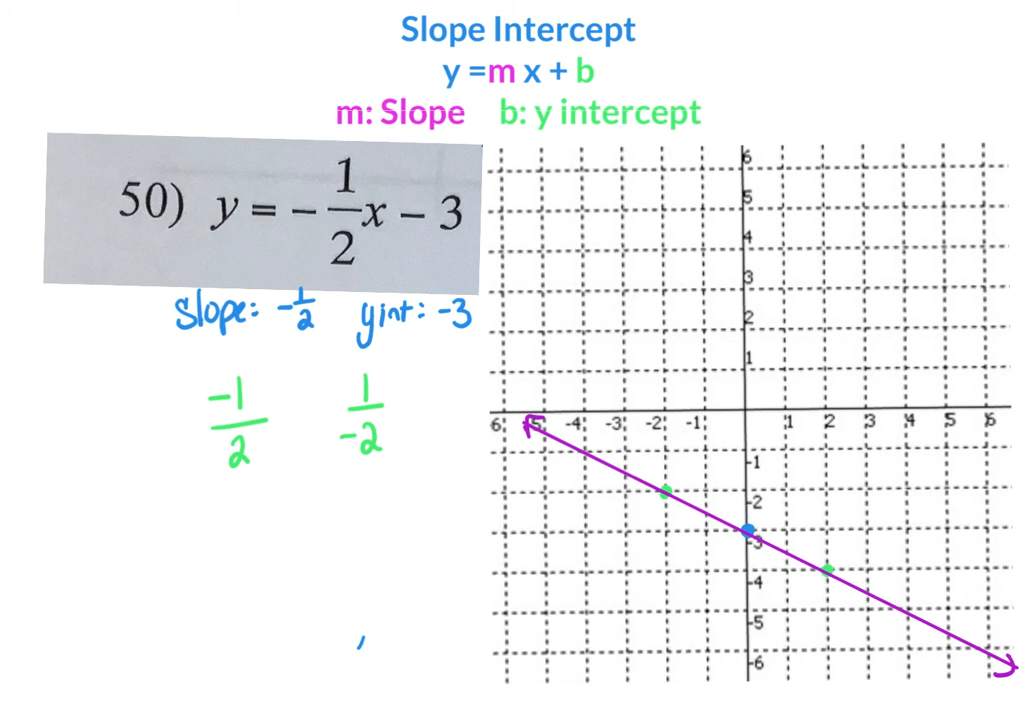 Slope Intercept
y =m x + b
m: Slope b: y intercept
50) y = -1/2x - 3
slope: -1/2 yint: -3
-1/2 1/-2
6
5
4
3
2
1
6 -5 -4 -3 -2 -1 1 2 3 4 5 6
-1
-2
-3
-4
-5
-6